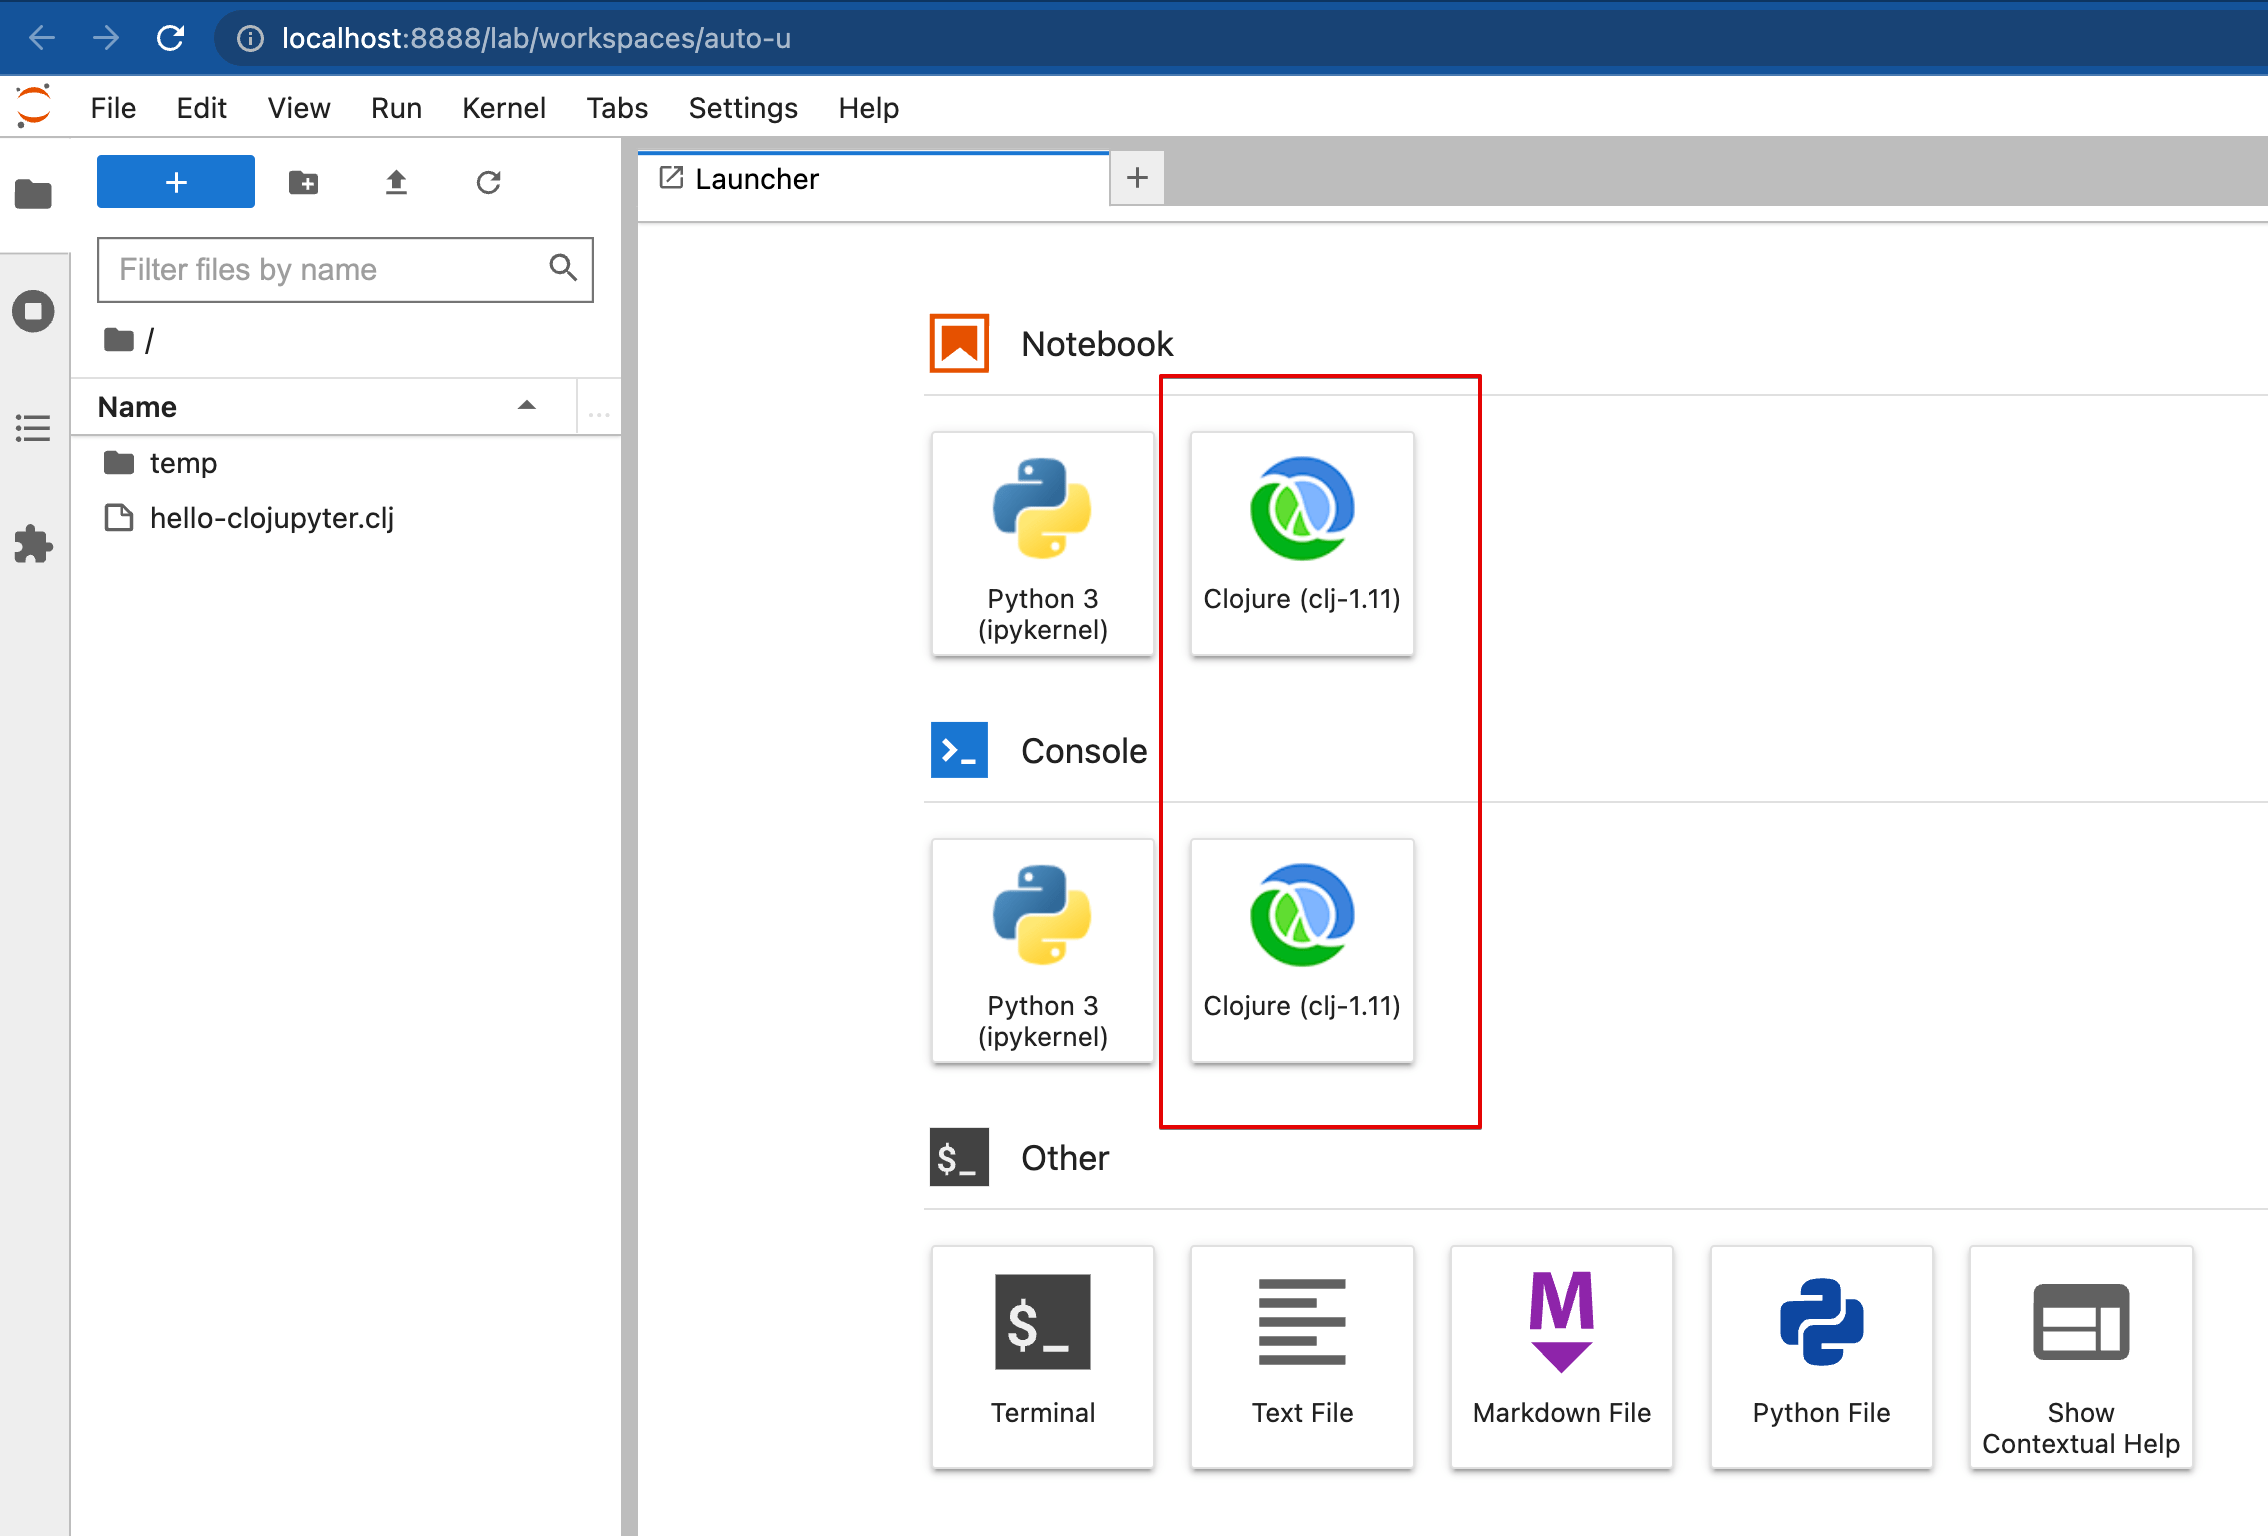 localhost:8888/lab/workspaces/auto-u
File Edit View Run Kernel Tabs Settings Help
+
Filter files by name
/
Name
...
temp
hello-clojupyter.clj
Launcher
+
Notebook
Python 3
(ipykernel)
Clojure (clj-1.11)
Console
Python 3
(ipykernel)
Clojure (clj-1.11)
$_
Other
$_
Terminal
Text File
M
Markdown File
Python File
Show
Contextual Help